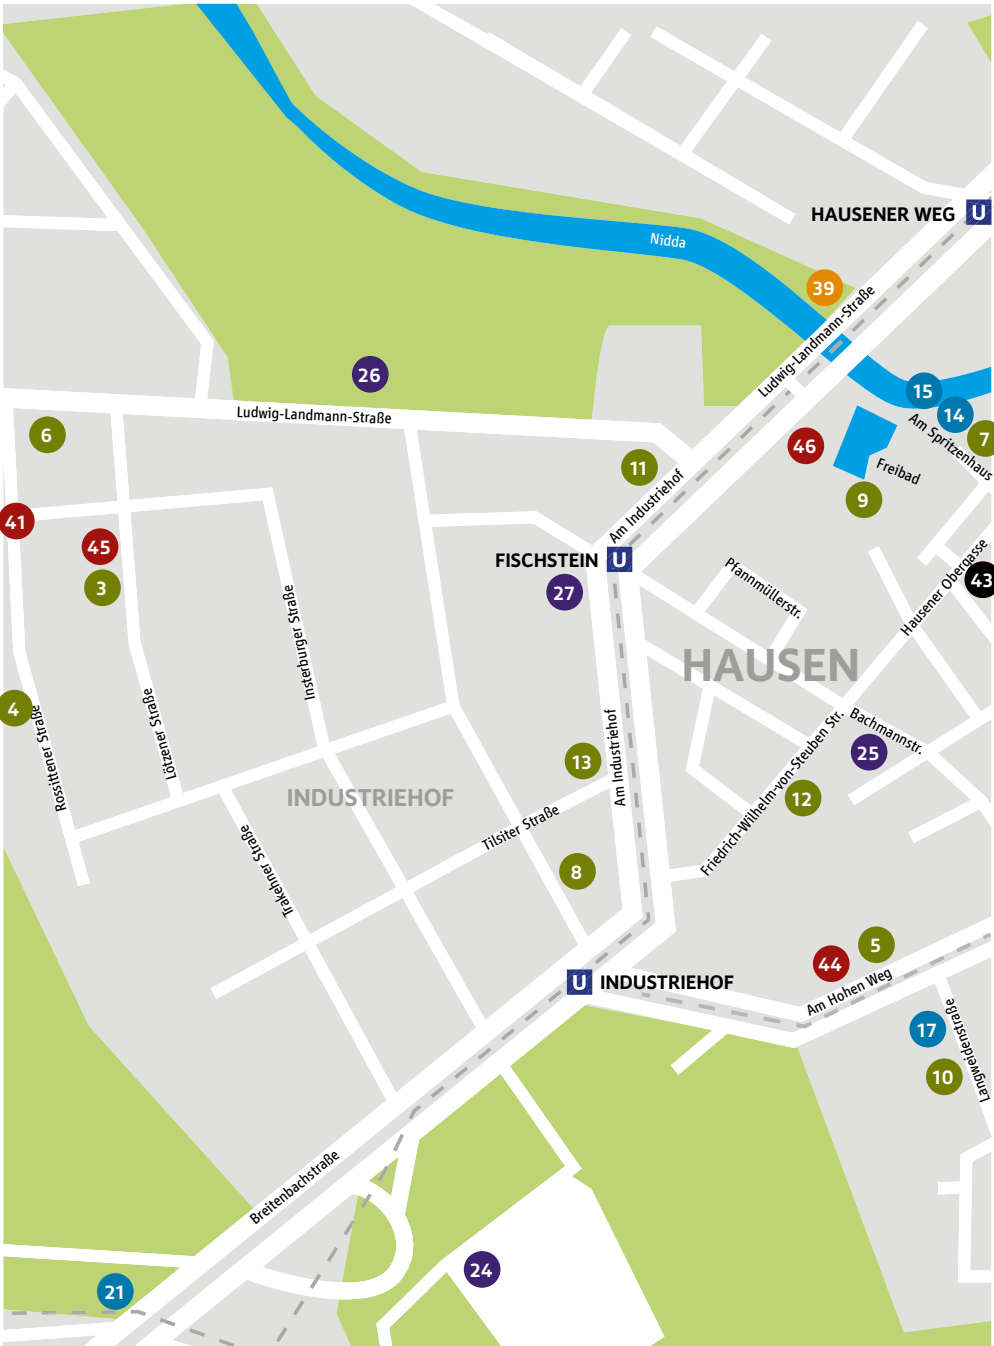 HAUSENER WEG
U
Nidda
39
Ludwig-Landmann-Straße
26
15
14
Ludwig-Landmann-Straße
Am Spritzenhaus
6
46
7
11
Freibad
Am Industriehof
9
41
45
FISCHSTEIN
U
3
Pfannmüllerstr.
Hausener Obergasse
43
27
Insterburger Straße
HAUSEN
4
Rossittener Straße
Lötzener Straße
Am Industriehof
Bachmannstr.
25
13
INDUSTRIEHOF
Friedrich-Wilhelm-von-Steuben Str.
12
Tilsiter Straße
Trakehner Straße
8
5
44
U
INDUSTRIEHOF
Am Hohen Weg
17
Langweidenstraße
10
Breitenbachstraße
24
21